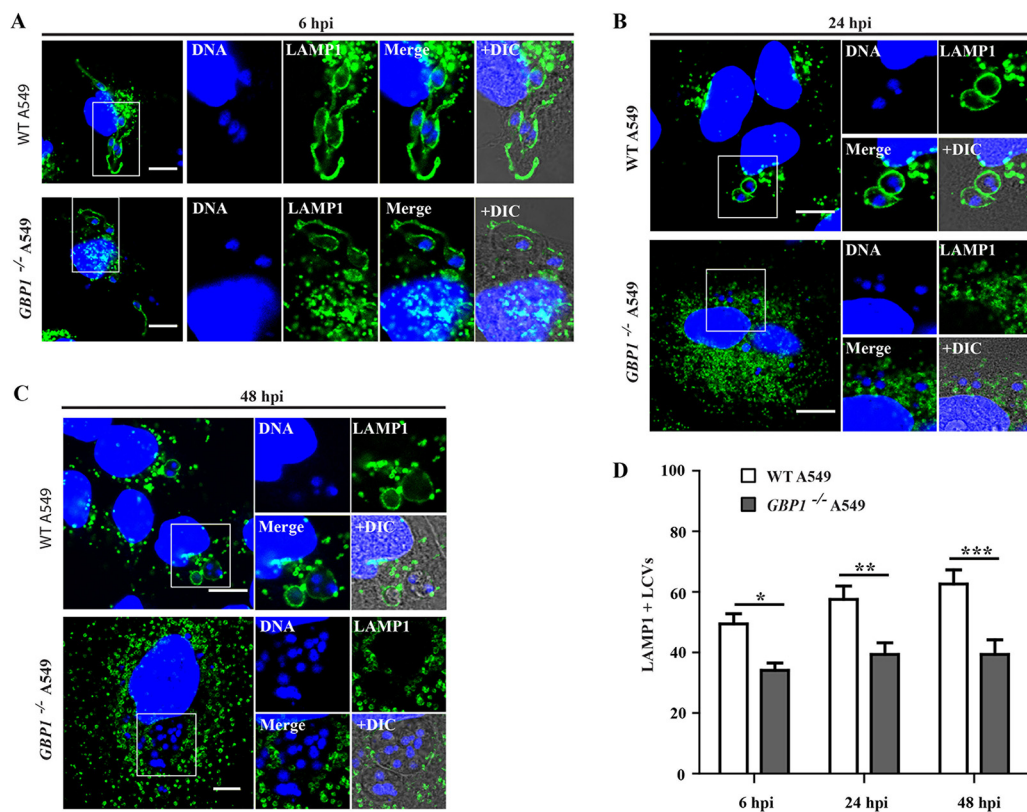 A
6 hpi
WT A549
DNA
LAMP1
Merge
+DIC
GBP1 -/- A549
DNA
LAMP1
Merge
+DIC
B
24 hpi
WT A549
DNA
LAMP1
Merge
+DIC
GBP1 -/- A549
DNA
LAMP1
Merge
+DIC
C
48 hpi
WT A549
DNA
LAMP1
Merge
+DIC
GBP1 -/- A549
DNA
LAMP1
Merge
+DIC
D
LAMP1 + LCVs
100
80
60
40
20
0
WT A549
GBP1 -/- A549
*
**
***
6 hpi
24 hpi
48 hpi